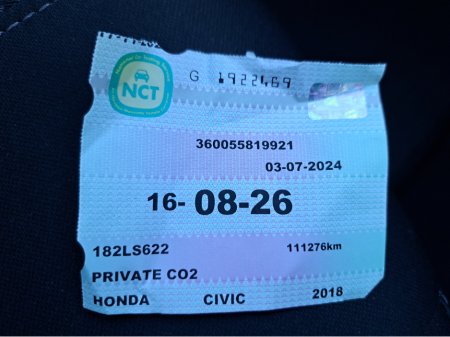 NCT
G 1922469
360055819921
03-07-2024
16-08-26
182LS622 111276km
PRIVATE CO2
HONDA CIVIC 2018